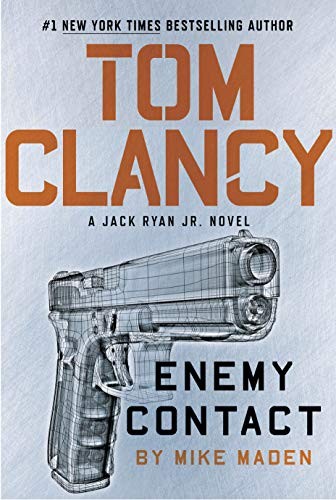 #1 NEW YORK TIMES BESTSELLING AUTHOR
TOM
CLANCY
A JACK RYAN JR. NOVEL
ENEMY
CONTACT
BY MIKE MADEN